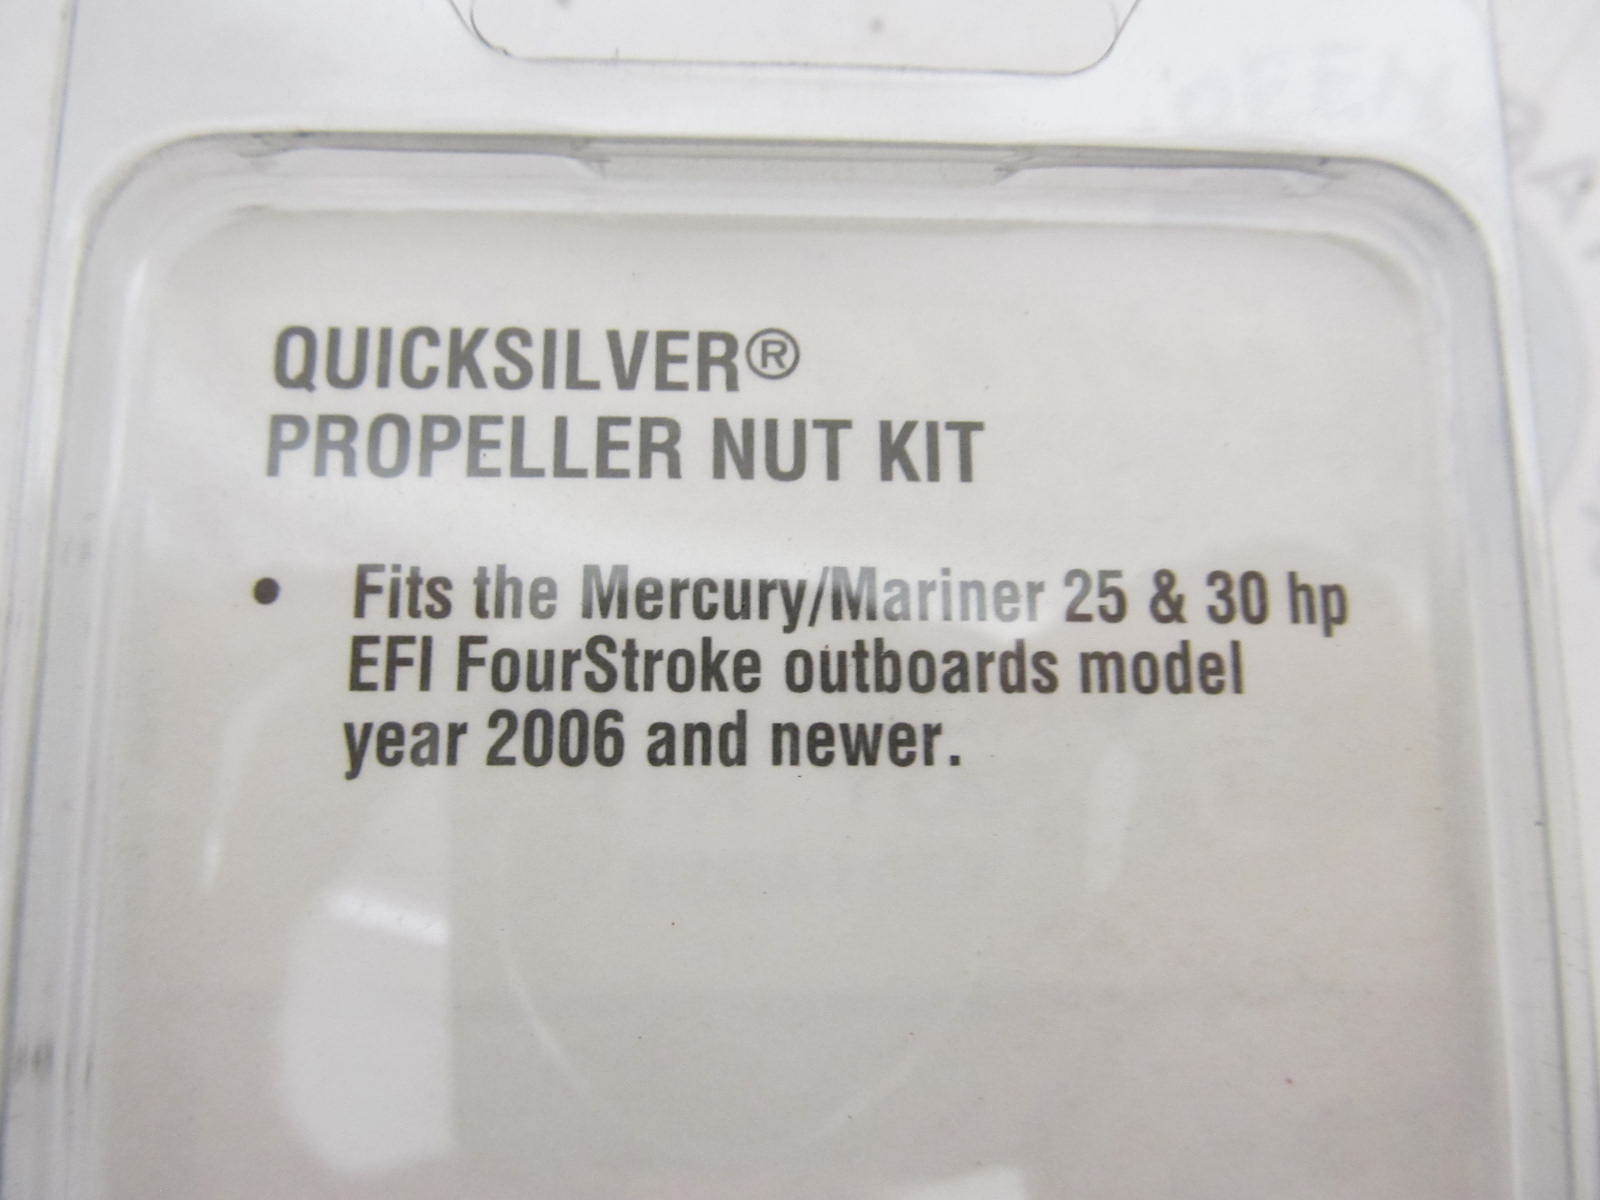 QUICKSILVER®
PROPELLER NUT KIT
• Fits the Mercury/Mariner 25 & 30 hp
EFI FourStroke outboards model
year 2006 and newer.